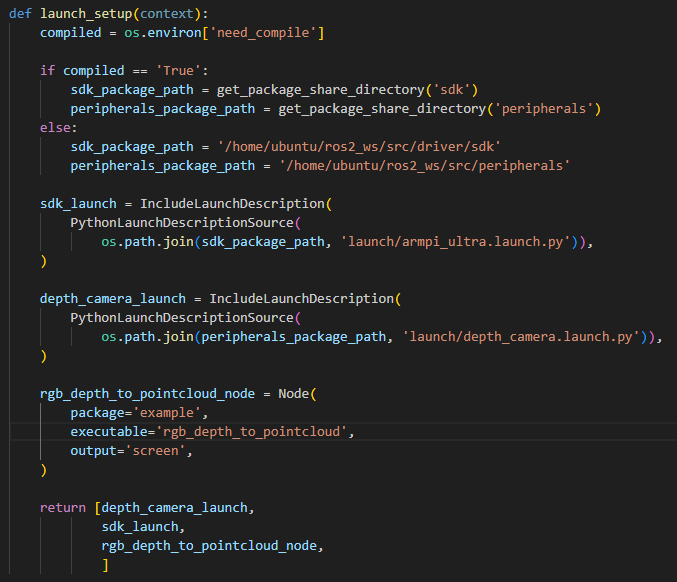 def launch_setup(context):
    compiled = os.environ['need_compile']

    if compiled == 'True':
        sdk_package_path = get_package_share_directory('sdk')
        peripherals_package_path = get_package_share_directory('peripherals')
    else:
        sdk_package_path = '/home/ubuntu/ros2_ws/src/driver/sdk'
        peripherals_package_path = '/home/ubuntu/ros2_ws/src/peripherals'

    sdk_launch = IncludeLaunchDescription(
        PythonLaunchDescriptionSource(
            os.path.join(sdk_package_path, 'launch/armpi_ultra.launch.py')),
    )

    depth_camera_launch = IncludeLaunchDescription(
        PythonLaunchDescriptionSource(
            os.path.join(peripherals_package_path, 'launch/depth_camera.launch.py')),
    )

    rgb_depth_to_pointcloud_node = Node(
        package='example',
        executable='rgb_depth_to_pointcloud',
        output='screen',
    )

    return [depth_camera_launch,
            sdk_launch,
            rgb_depth_to_pointcloud_node,
            ]